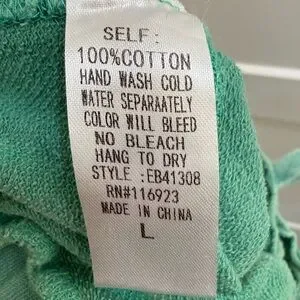 SELF:
100%COTTON
HAND WASH COLD
WATER SEPARAATELY
COLOR WILL BLEED
NO BLEACH
HANG TO DRY
STYLE :EB41308
RN#116923
MADE IN CHINA
L